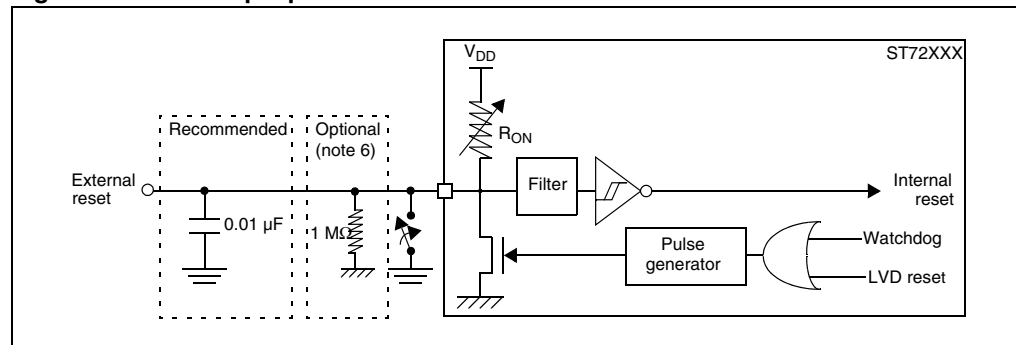 VDD
ST72XXX
Recommended
Optional
(note 6)
RON
External
reset
Filter
Internal
reset
0.01 µF
1 MΩ
Pulse
generator
Watchdog
LVD reset